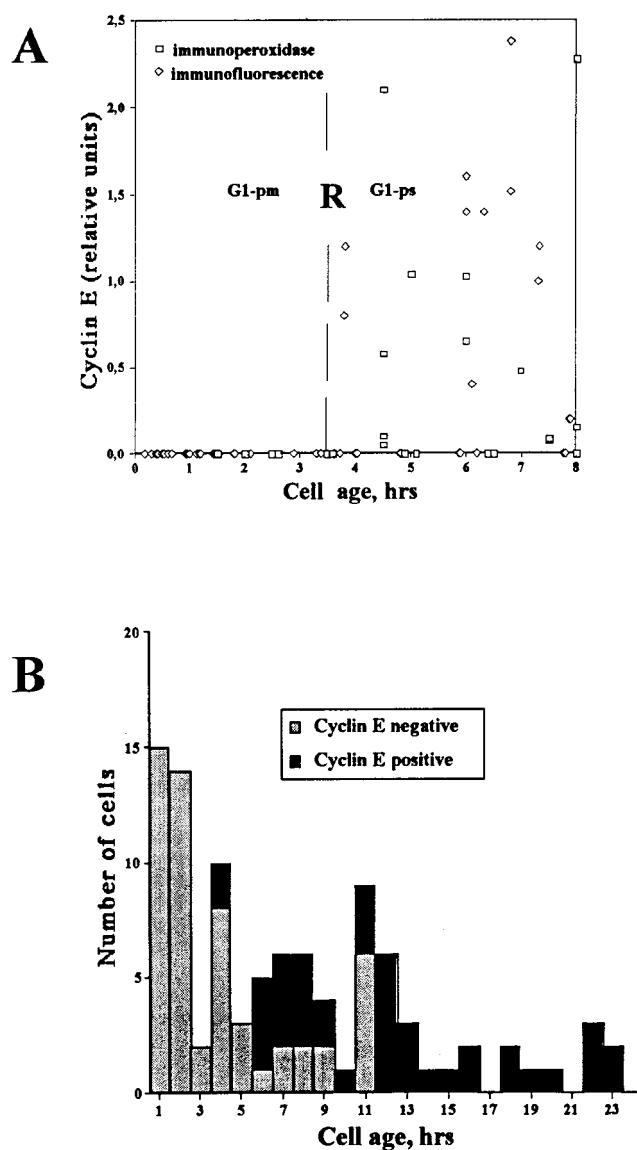 A
2,5
immunoperoxidase
immunofluorescence
2,0
1,5
G1-pm R G1-ps
1,0
0,5
0,0
Cyclin E (relative units)
0 1 2 3 4 5 6 7 8
Cell age, hrs
B
20
Cyclin E negative
Cyclin E positive
15
10
5
0
Number of cells
1 3 5 7 9 11 13 15 17 19 21 23
Cell age, hrs